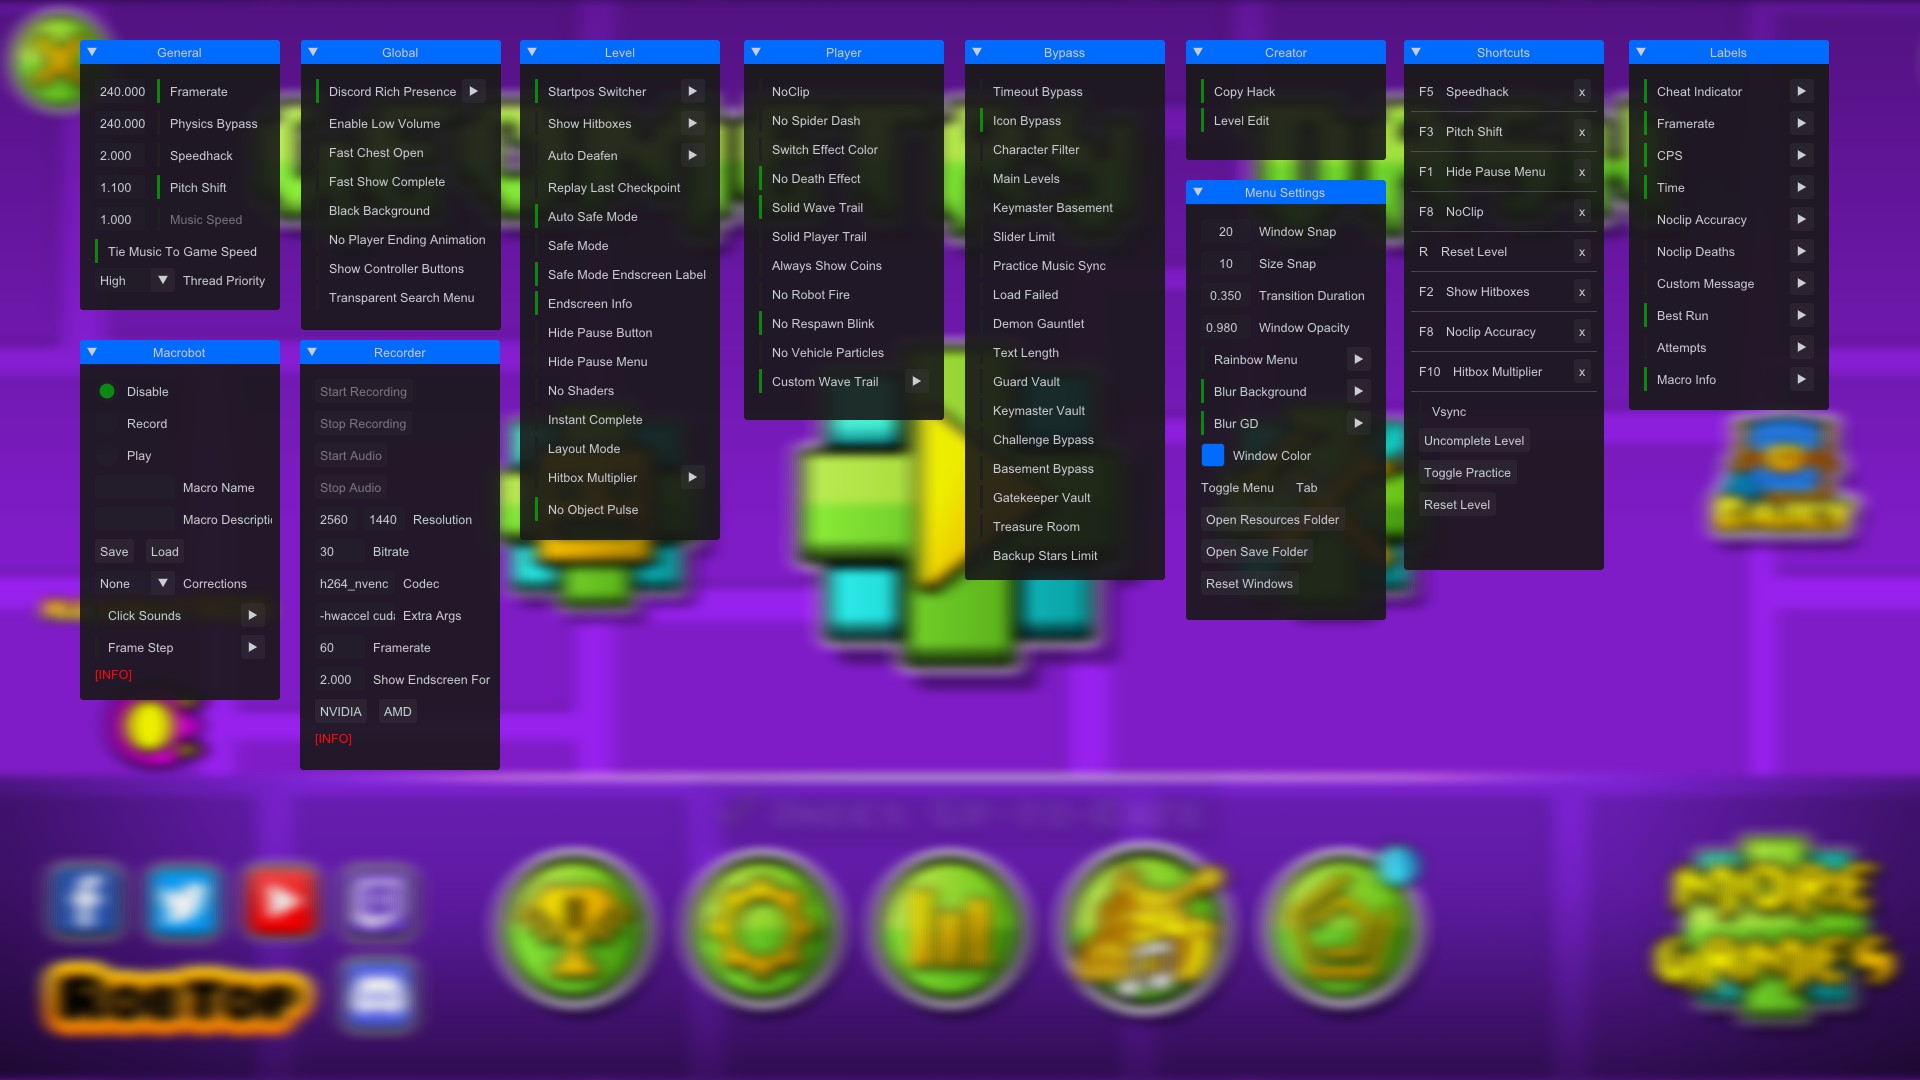 General
240.000 Framerate
240.000 Physics Bypass
2.000 Speedhack
1.100 Pitch Shift
1.000 Music Speed
Tie Music To Game Speed
High Thread Priority
Macrobot
Disable
Record
Play
Macro Name
Macro Descripti
Save Load
None Corrections
Click Sounds
Frame Step
[INFO]
Global
Discord Rich Presence
Enable Low Volume
Fast Chest Open
Fast Show Complete
Black Background
No Player Ending Animation
Show Controller Buttons
Transparent Search Menu
Recorder
Start Recording
Stop Recording
Start Audio
Stop Audio
2560 1440 Resolution
30 Bitrate
h264_nvenc Codec
-hwaccel cuda Extra Args
60 Framerate
2.000 Show Endscreen For
NVIDIA AMD
[INFO]
Level
Startpos Switcher
Show Hitboxes
Auto Deafen
Replay Last Checkpoint
Auto Safe Mode
Safe Mode
Safe Mode Endscreen Label
Endscreen Info
Hide Pause Button
Hide Pause Menu
No Shaders
Instant Complete
Layout Mode
Hitbox Multiplier
No Object Pulse
Player
NoClip
No Spider Dash
Switch Effect Color
No Death Effect
Solid Wave Trail
Solid Player Trail
Always Show Coins
No Robot Fire
No Respawn Blink
No Vehicle Particles
Custom Wave Trail
Bypass
Timeout Bypass
Icon Bypass
Character Filter
Main Levels
Keymaster Basement
Slider Limit
Practice Music Sync
Load Failed
Demon Gauntlet
Text Length
Guard Vault
Keymaster Vault
Challenge Bypass
Basement Bypass
Gatekeeper Vault
Treasure Room
Backup Stars Limit
Creator
Copy Hack
Level Edit
Menu Settings
20 Window Snap
10 Size Snap
0.350 Transition Duration
0.980 Window Opacity
Rainbow Menu
Blur Background
Blur GD
Window Color
Toggle Menu Tab
Open Resources Folder
Open Save Folder
Reset Windows
Shortcuts
F5 Speedhack x
F3 Pitch Shift x
F1 Hide Pause Menu x
F8 NoClip x
R Reset Level x
F2 Show Hitboxes x
F8 Noclip Accuracy x
F10 Hitbox Multiplier x
Vsync
Uncomplete Level
Toggle Practice
Reset Level
Labels
Cheat Indicator
Framerate
CPS
Time
Noclip Accuracy
Noclip Deaths
Custom Message
Best Run
Attempts
Macro Info
MORE
GAMES